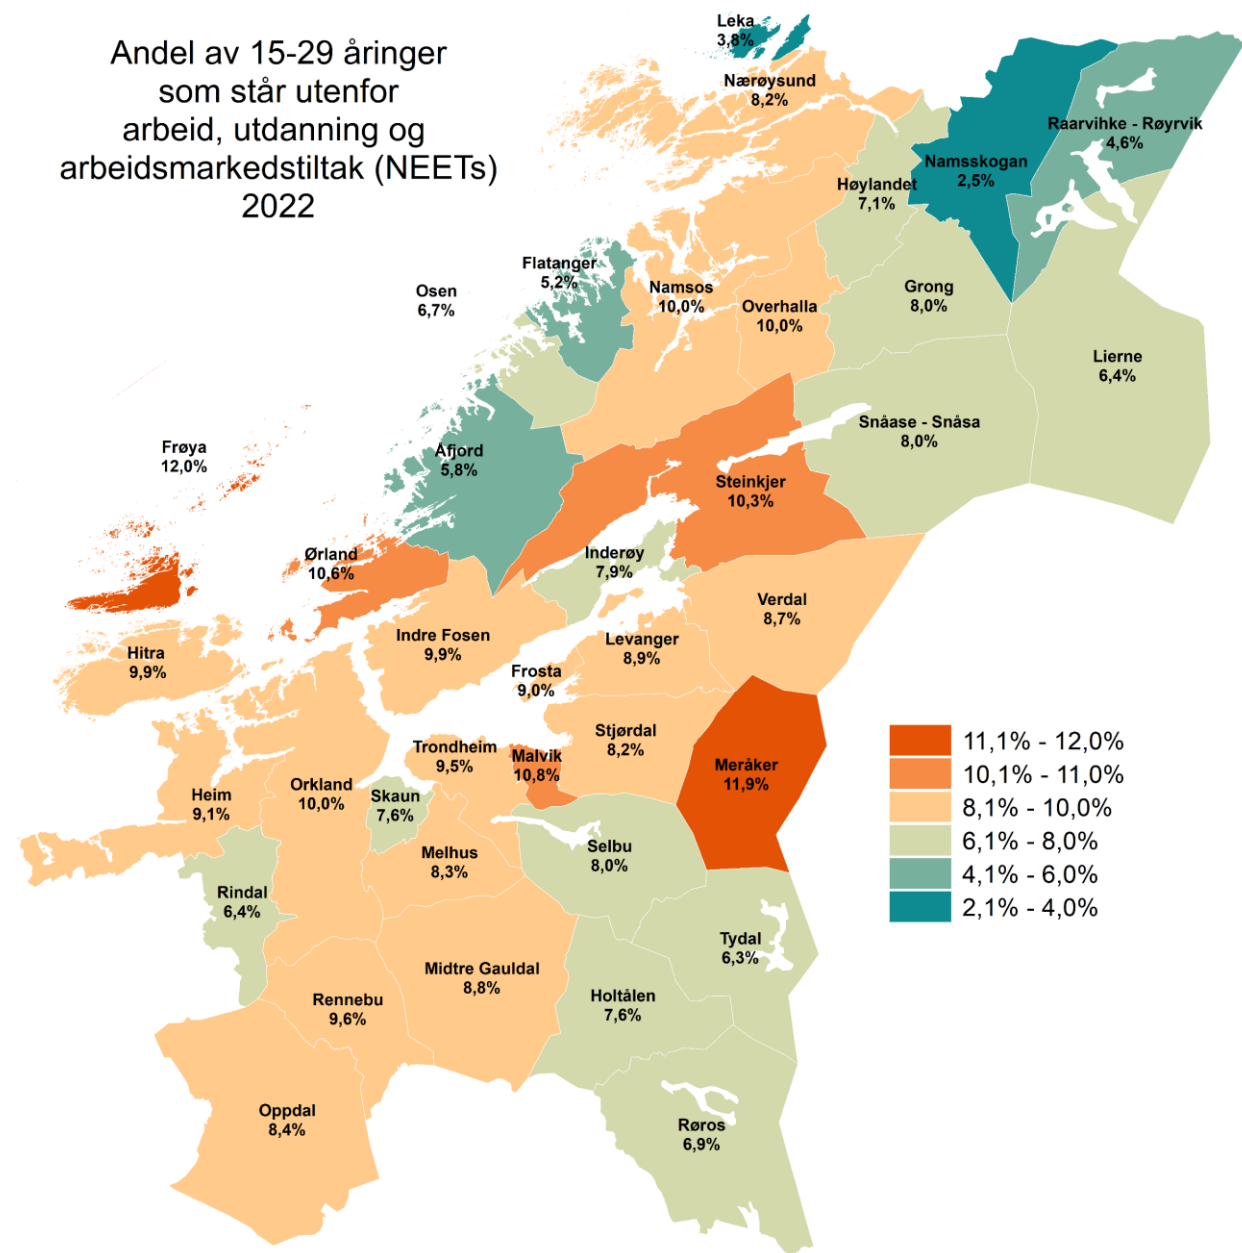 Andel av 15-29 åringer
som står utenfor
arbeid, utdanning og
arbeidsmarkedstiltak (NEETs)
2022
Leka
3,8%
Nærøysund
8,2%
Raarvihke - Røyrvik
4,6%
Namsskogan
2,5%
Høylandet
7,1%
Flatanger
5,2%
Osen
6,7%
Namsos
10,0%
Overhalla
10,0%
Grong
8,0%
Lierne
6,4%
Snåase - Snåsa
8,0%
Frøya
12,0%
Åfjord
5,8%
Steinkjer
10,3%
Ørland
10,6%
Inderøy
7,9%
Verdal
8,7%
Indre Fosen
9,9%
Levanger
8,9%
Hitra
9,9%
Frosta
9,0%
Stjørdal
8,2%
Trondheim
9,5%
Malvik
10,8%
Meråker
11,9%
Heim
9,1%
Orkland
10,0%
Skaun
7,6%
Melhus
8,3%
Selbu
8,0%
Rindal
6,4%
Tydal
6,3%
Midtre Gauldal
8,8%
Holtålen
7,6%
Rennebu
9,6%
Oppdal
8,4%
Røros
6,9%
11,1% - 12,0%
10,1% - 11,0%
8,1% - 10,0%
6,1% - 8,0%
4,1% - 6,0%
2,1% - 4,0%